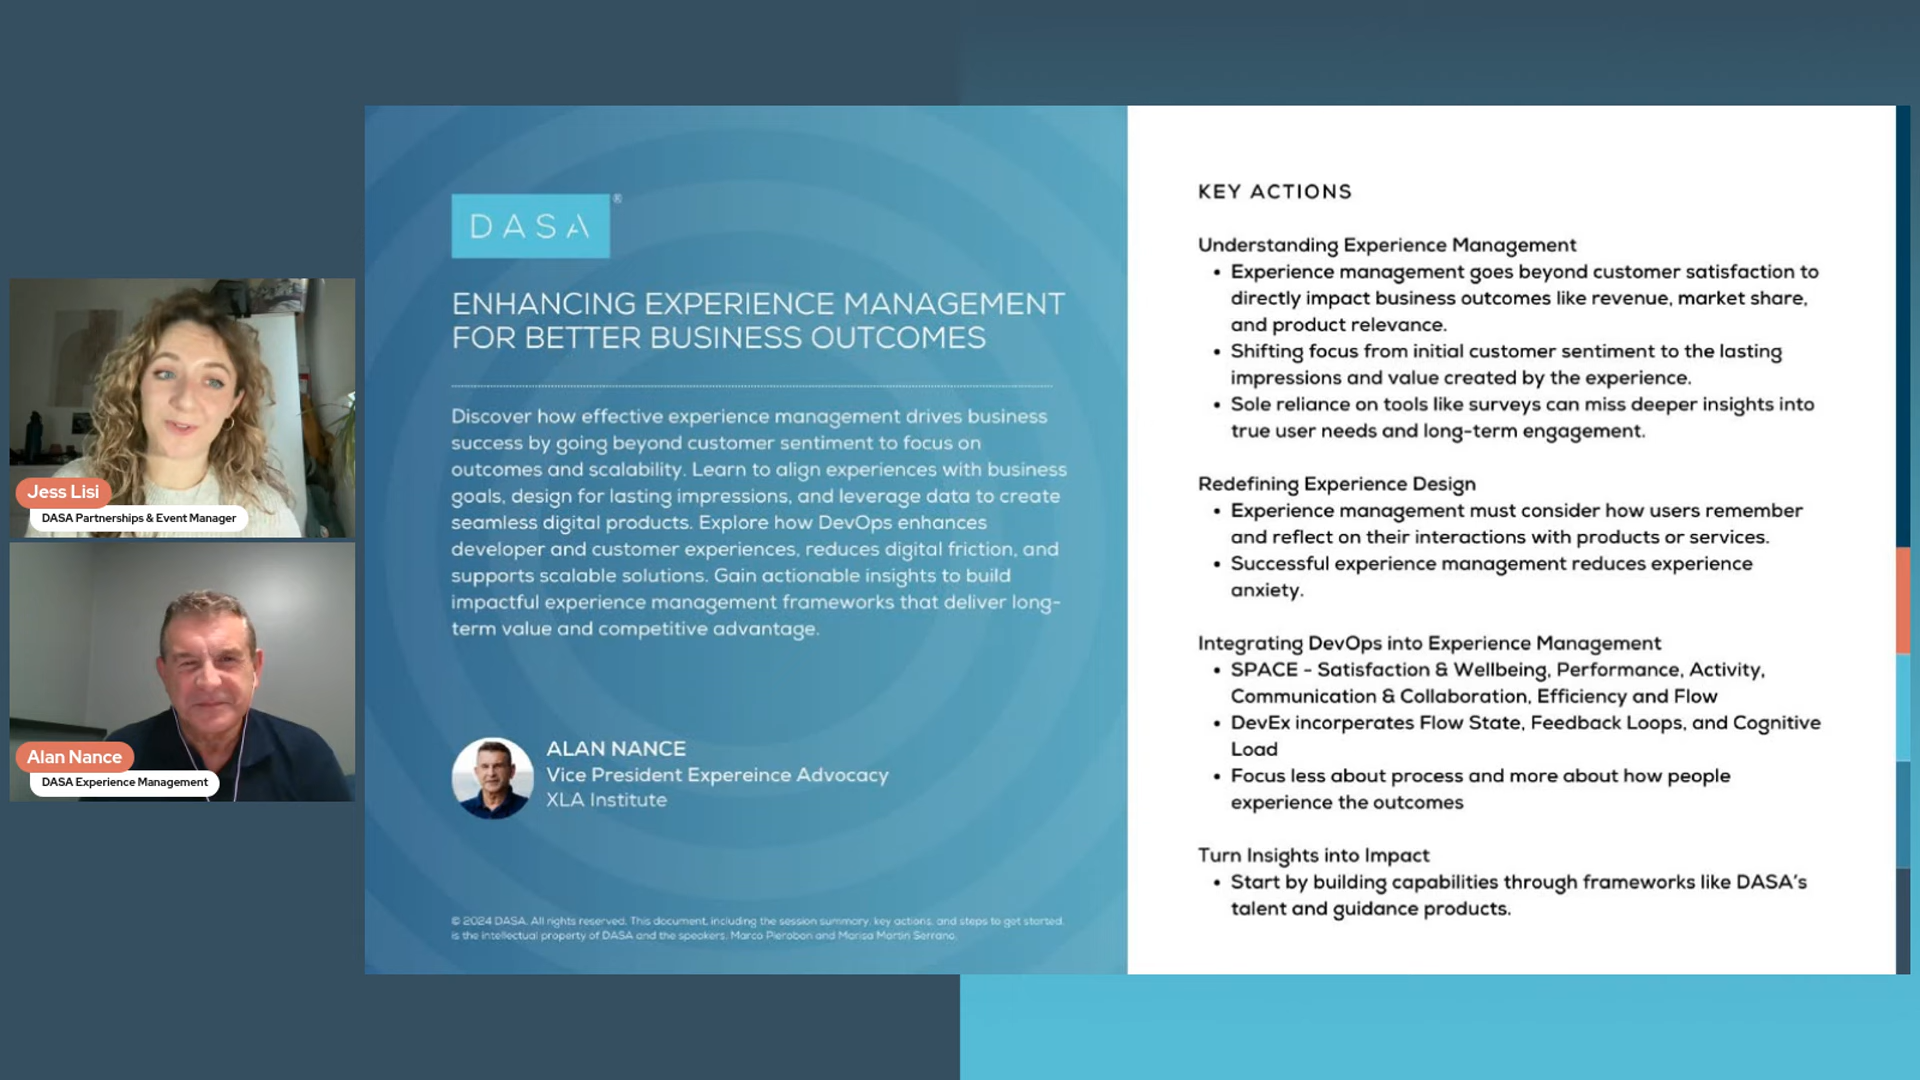 Jess Lisi
DASA Partnerships & Event Manager
Alan Nance
DASA Experience Management
DASA®
ENHANCING EXPERIENCE MANAGEMENT
FOR BETTER BUSINESS OUTCOMES
Discover how effective experience management drives business
success by going beyond customer sentiment to focus on
outcomes and scalability. Learn to align experiences with business
goals, design for lasting impressions, and leverage data to create
seamless digital products. Explore how DevOps enhances
developer and customer experiences, reduces digital friction, and
supports scalable solutions. Gain actionable insights to build
impactful experience management frameworks that deliver long-
term value and competitive advantage.
ALAN NANCE
Vice President Expereince Advocacy
XLA Institute
© 2024 DASA. All rights reserved. This document, including the session summary, key actions, and steps to get started,
is the intellectual property of DASA and the speakers, Marco Pierobon and Marisa Martin Serrano.
KEY ACTIONS
Understanding Experience Management
• Experience management goes beyond customer satisfaction to
directly impact business outcomes like revenue, market share,
and product relevance.
• Shifting focus from initial customer sentiment to the lasting
impressions and value created by the experience.
• Sole reliance on tools like surveys can miss deeper insights into
true user needs and long-term engagement.
Redefining Experience Design
• Experience management must consider how users remember
and reflect on their interactions with products or services.
• Successful experience management reduces experience
anxiety.
Integrating DevOps into Experience Management
• SPACE - Satisfaction & Wellbeing, Performance, Activity,
Communication & Collaboration, Efficiency and Flow
• DevEx incorperates Flow State, Feedback Loops, and Cognitive
Load
• Focus less about process and more about how people
experience the outcomes
Turn Insights into Impact
• Start by building capabilities through frameworks like DASA's
talent and guidance products.